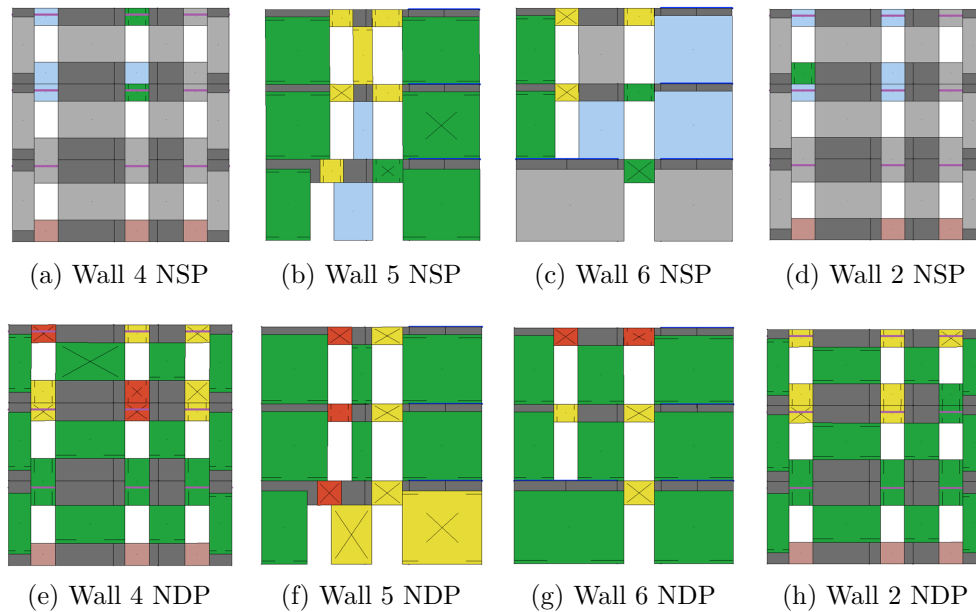 (a) Wall 4 NSP
(b) Wall 5 NSP
(c) Wall 6 NSP
(d) Wall 2 NSP
(e) Wall 4 NDP
(f) Wall 5 NDP
(g) Wall 6 NDP
(h) Wall 2 NDP